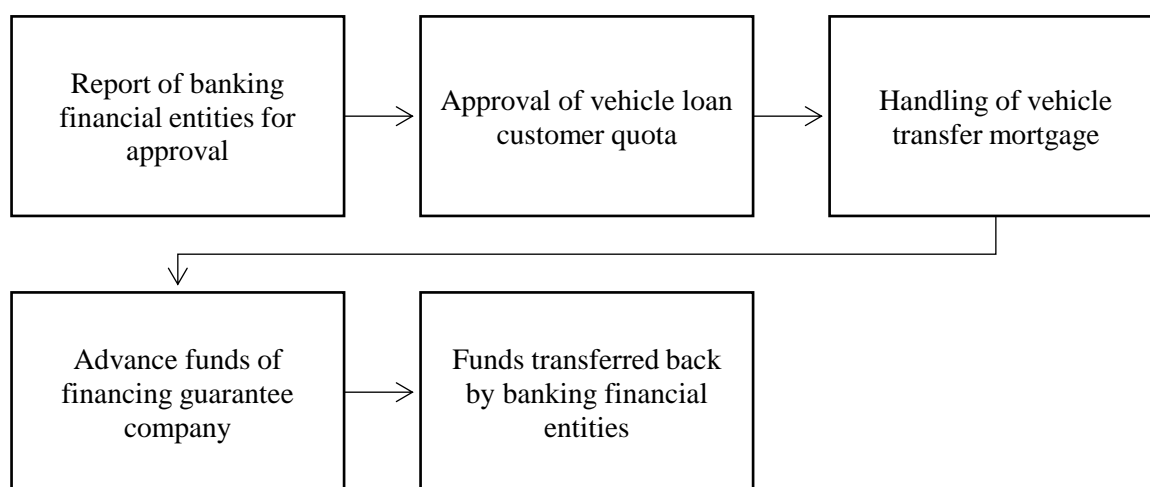 Report of banking
financial entities for
approval
Approval of vehicle loan
customer quota
Handling of vehicle
transfer mortgage
Advance funds of
financing guarantee
company
Funds transferred back
by banking financial
entities